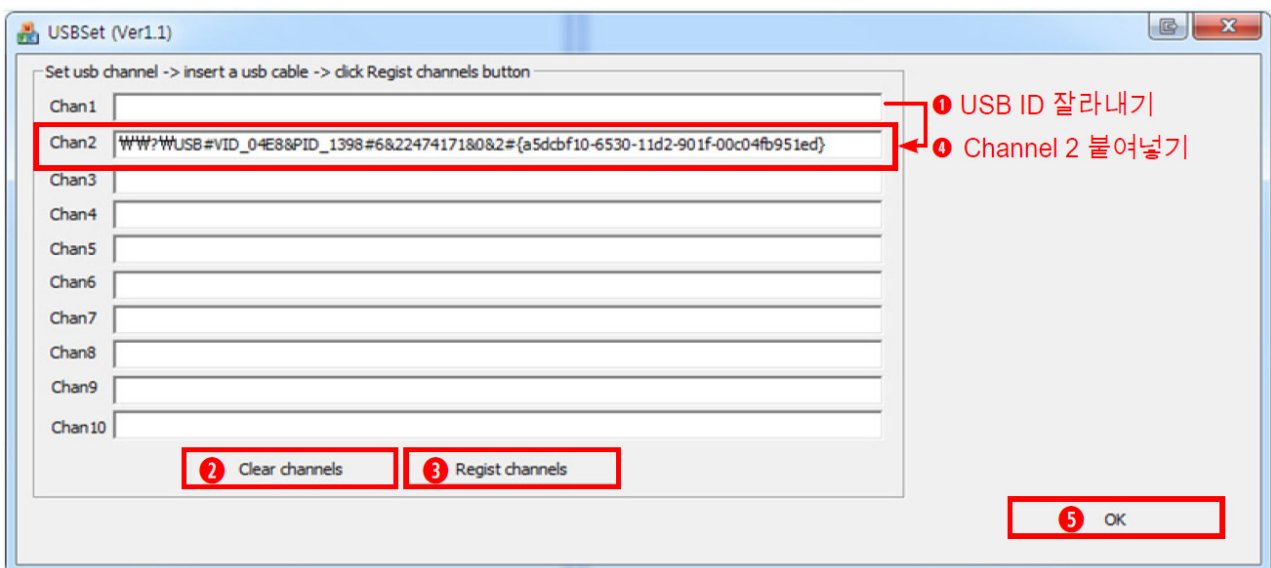 USBSet (Ver1.1)
Set usb channel -> insert a usb cable -> click Regist channels button
Chan1
❶ USB ID 잘라내기
Chan2 ₩₩?₩USB#VID_04E8&PID_1398#6&22474171&0&2#{a5dcbf10-6530-11d2-901f-00c04fb951ed}
❹ Channel 2 붙여넣기
Chan3
Chan4
Chan5
Chan6
Chan7
Chan8
Chan9
Chan10
❷ Clear channels
❸ Regist channels
❺ OK